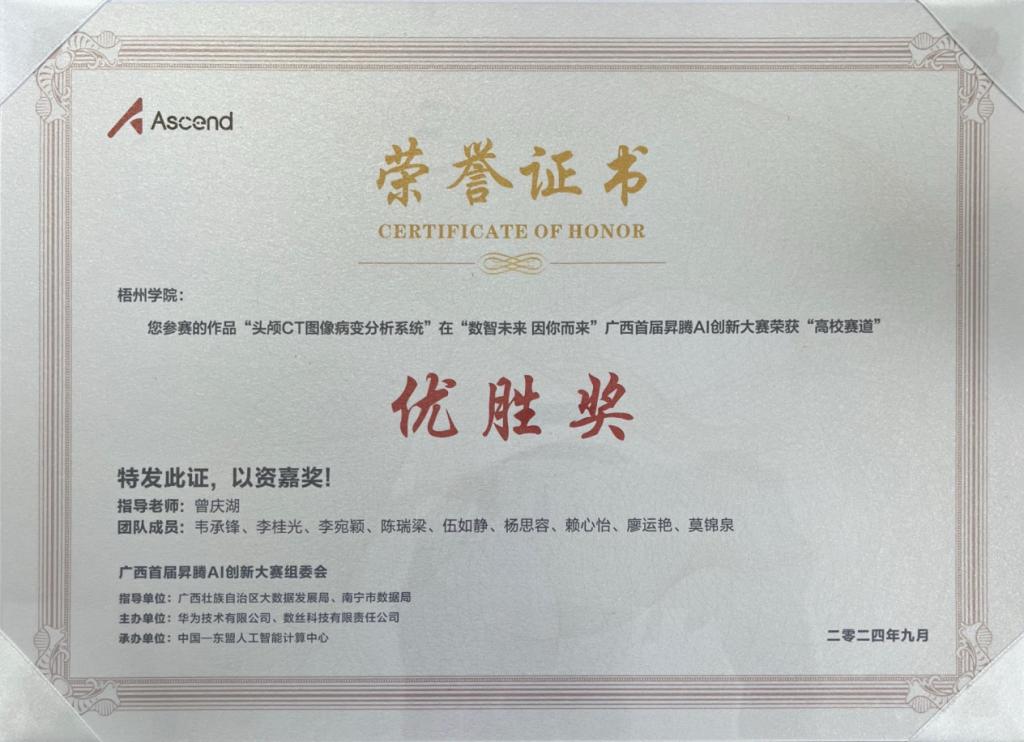 Ascend
荣誉证书
CERTIFICATE OF HONOR
梧州学院：
您参赛的作品“头颅CT图像病变分析系统”在“数智未来 因你而来”广西首届昇腾AI创新大赛荣获“高校赛道”
优胜奖
特发此证，以资嘉奖!
指导老师：曾庆湖
团队成员：韦承锋、李桂光、李宛颖、陈瑞梁、伍如静、杨思容、赖心怡、廖运艳、莫锦泉
广西首届昇腾AI创新大赛组委会
指导单位：广西壮族自治区大数据发展局、南宁市数据局
主办单位：华为技术有限公司、数丝科技有限责任公司
承办单位：中国—东盟人工智能计算中心
二零二四年九月